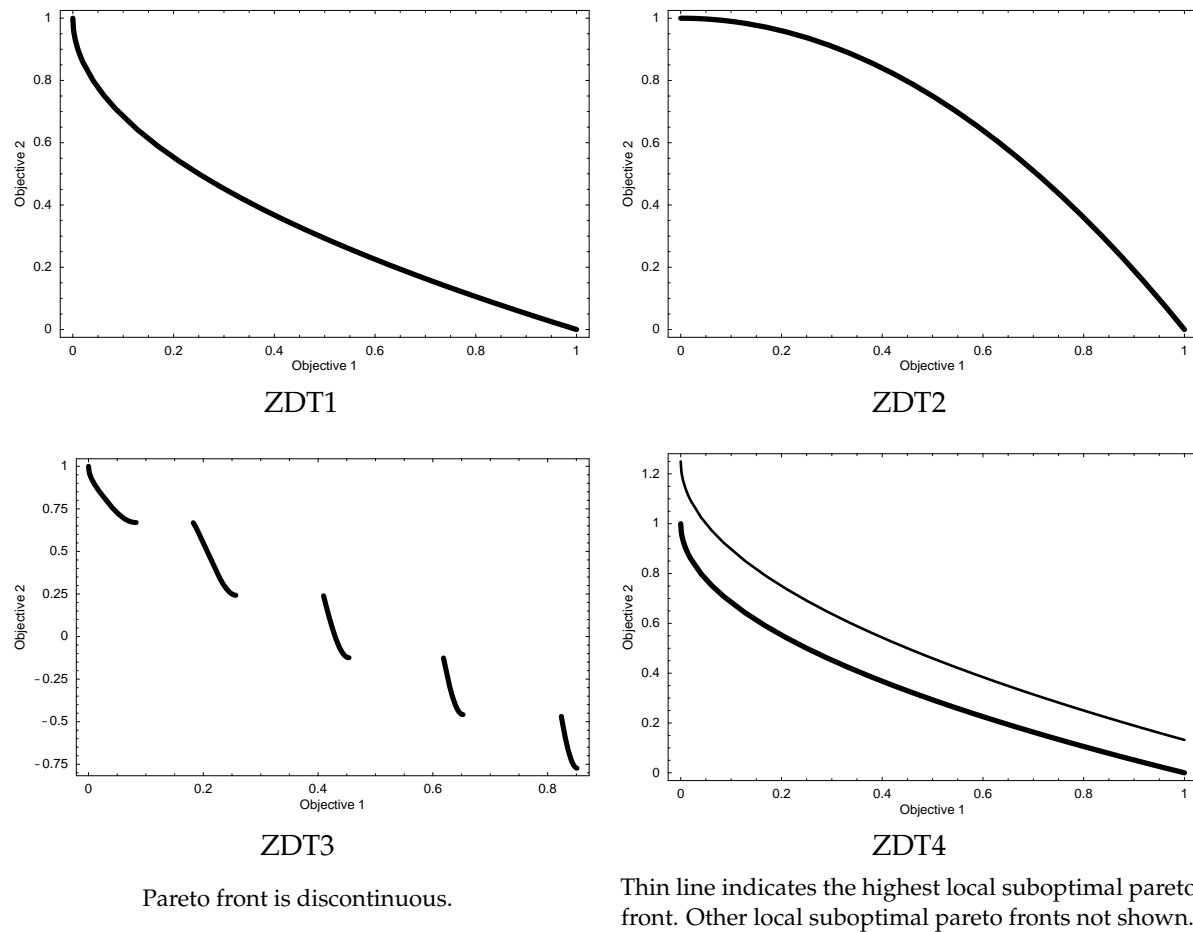 1
0.8
0.6
0.4
0.2
0
Objective 2
0 0.2 0.4 0.6 0.8 1
Objective 1
ZDT1
1
0.8
0.6
0.4
0.2
0
Objective 2
0 0.2 0.4 0.6 0.8 1
Objective 1
ZDT2
1
0.75
0.5
0.25
0
-0.25
-0.5
-0.75
Objective 2
0 0.2 0.4 0.6 0.8
Objective 1
ZDT3
Pareto front is discontinuous.
1.2
1
0.8
0.6
0.4
0.2
0
Objective 2
0 0.2 0.4 0.6 0.8 1
Objective 1
ZDT4
Thin line indicates the highest local suboptimal pareto
front. Other local suboptimal pareto fronts not shown.